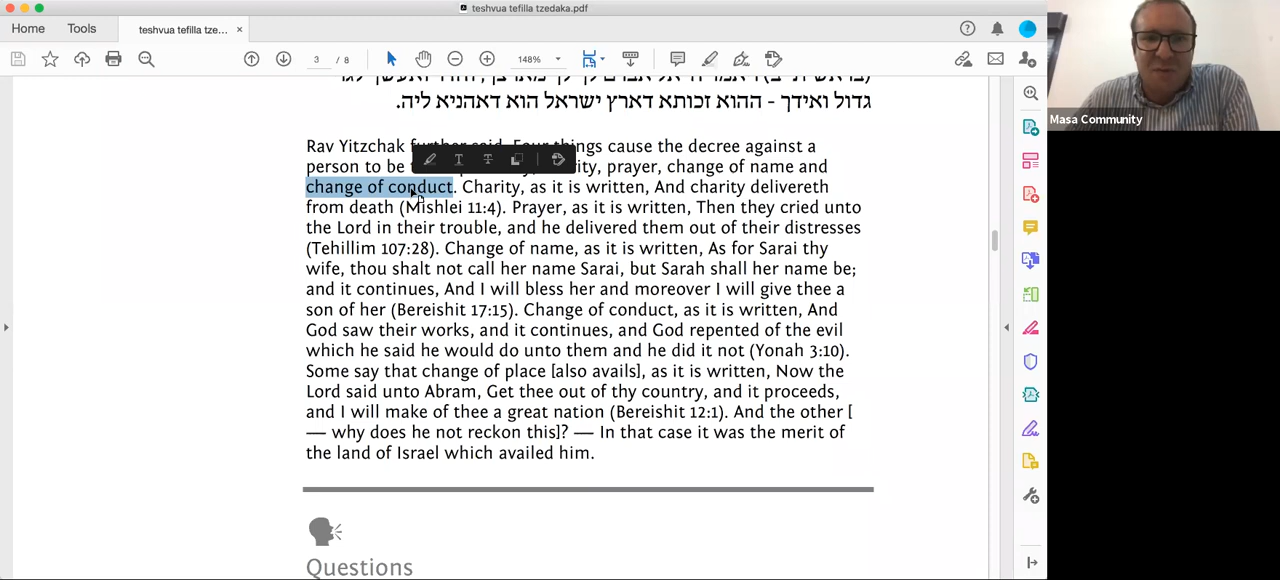 teshvua tefilla tzedaka.pdf
Home
Tools
teshvua tefilla tze...
3 / 8
148%
Masa Community
גדול ואידך - ההוא זכותא דארץ ישראל הוא דאהניא ליה.
Rav Yitzchak further said, Four things cause the decree against a
person to be prayer, change of name and
change of conduct. Charity, as it is written, And charity delivereth
from death (Mishlei 11:4). Prayer, as it is written, Then they cried unto
the Lord in their trouble, and he delivered them out of their distresses
(Tehillim 107:28). Change of name, as it is written, As for Sarai thy
wife, thou shalt not call her name Sarai, but Sarah shall her name be;
and it continues, And I will bless her and moreover I will give thee a
son of her (Bereishit 17:15). Change of conduct, as it is written, And
God saw their works, and it continues, and God repented of the evil
which he said he would do unto them and he did it not (Yonah 3:10).
Some say that change of place [also avails], as it is written, Now the
Lord said unto Abram, Get thee out of thy country, and it proceeds,
and I will make of thee a great nation (Bereishit 12:1). And the other [
— why does he not reckon this]? — In that case it was the merit of
the land of Israel which availed him.
Questions